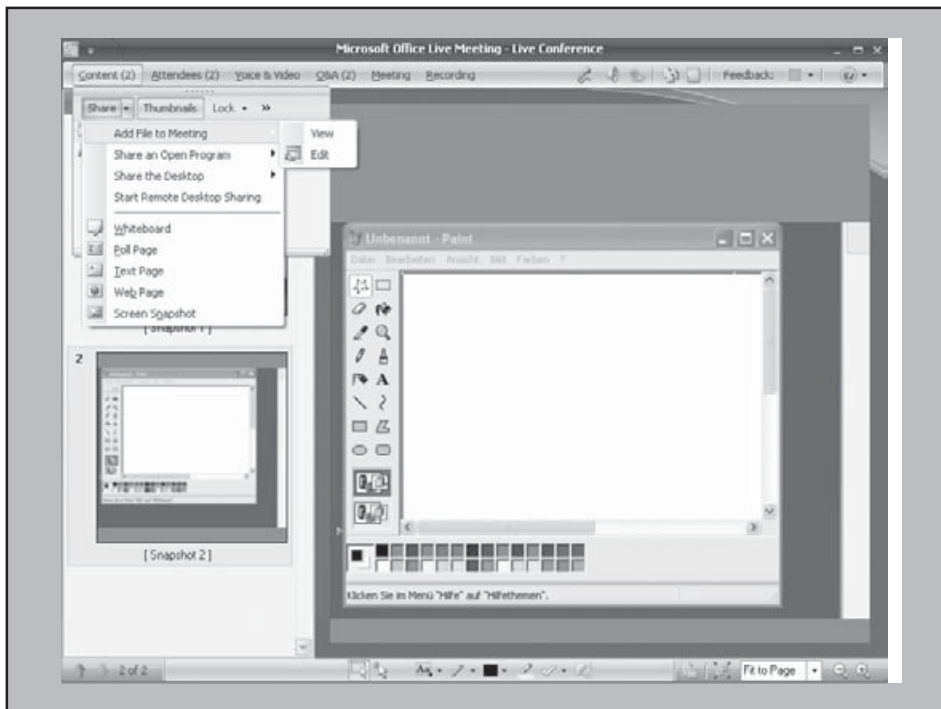 Microsoft Office Live Meeting - Live Conference
Content (2) Attendees (2) Voice & Video Q&A (2) Meeting Recording Feedback:
Share Thumbnails Lock »
Add File to Meeting
View
Share an Open Program
Edit
Share the Desktop
Start Remote Desktop Sharing
Whiteboard
Poll Page
Text Page
Web Page
Screen Snapshot
[ Snapshot 1 ]
2
[ Snapshot 2 ]
Unbenannt - Paint
Datei Bearbeiten Ansicht Bild Farben ?
A
Klicken Sie im Menü "Hilfe" auf "Hilfethemen".
2 of 2
Aa
Fit to Page